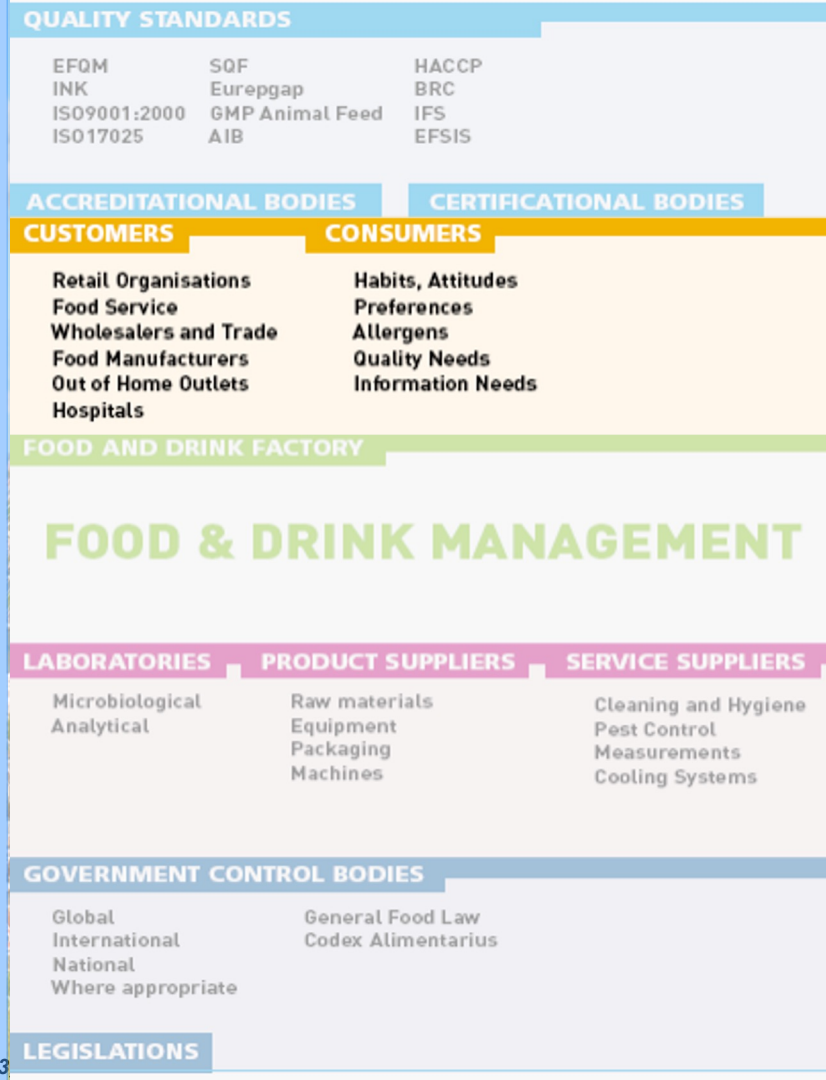 QUALITY STANDARDS
EFQM SQF HACCP
INK Eurepgap BRC
ISO9001:2000 GMP Animal Feed IFS
ISO17025 AIB EFSIS
ACCREDITATIONAL BODIES CERTIFICATIONAL BODIES
CUSTOMERS CONSUMERS
Retail Organisations Habits, Attitudes
Food Service Preferences
Wholesalers and Trade Allergens
Food Manufacturers Quality Needs
Out of Home Outlets Information Needs
Hospitals
FOOD AND DRINK FACTORY
FOOD & DRINK MANAGEMENT
LABORATORIES PRODUCT SUPPLIERS SERVICE SUPPLIERS
Microbiological Raw materials Cleaning and Hygiene
Analytical Equipment Pest Control
Packaging Measurements
Machines Cooling Systems
GOVERNMENT CONTROL BODIES
Global General Food Law
International Codex Alimentarius
National
Where appropriate
LEGISLATIONS
3